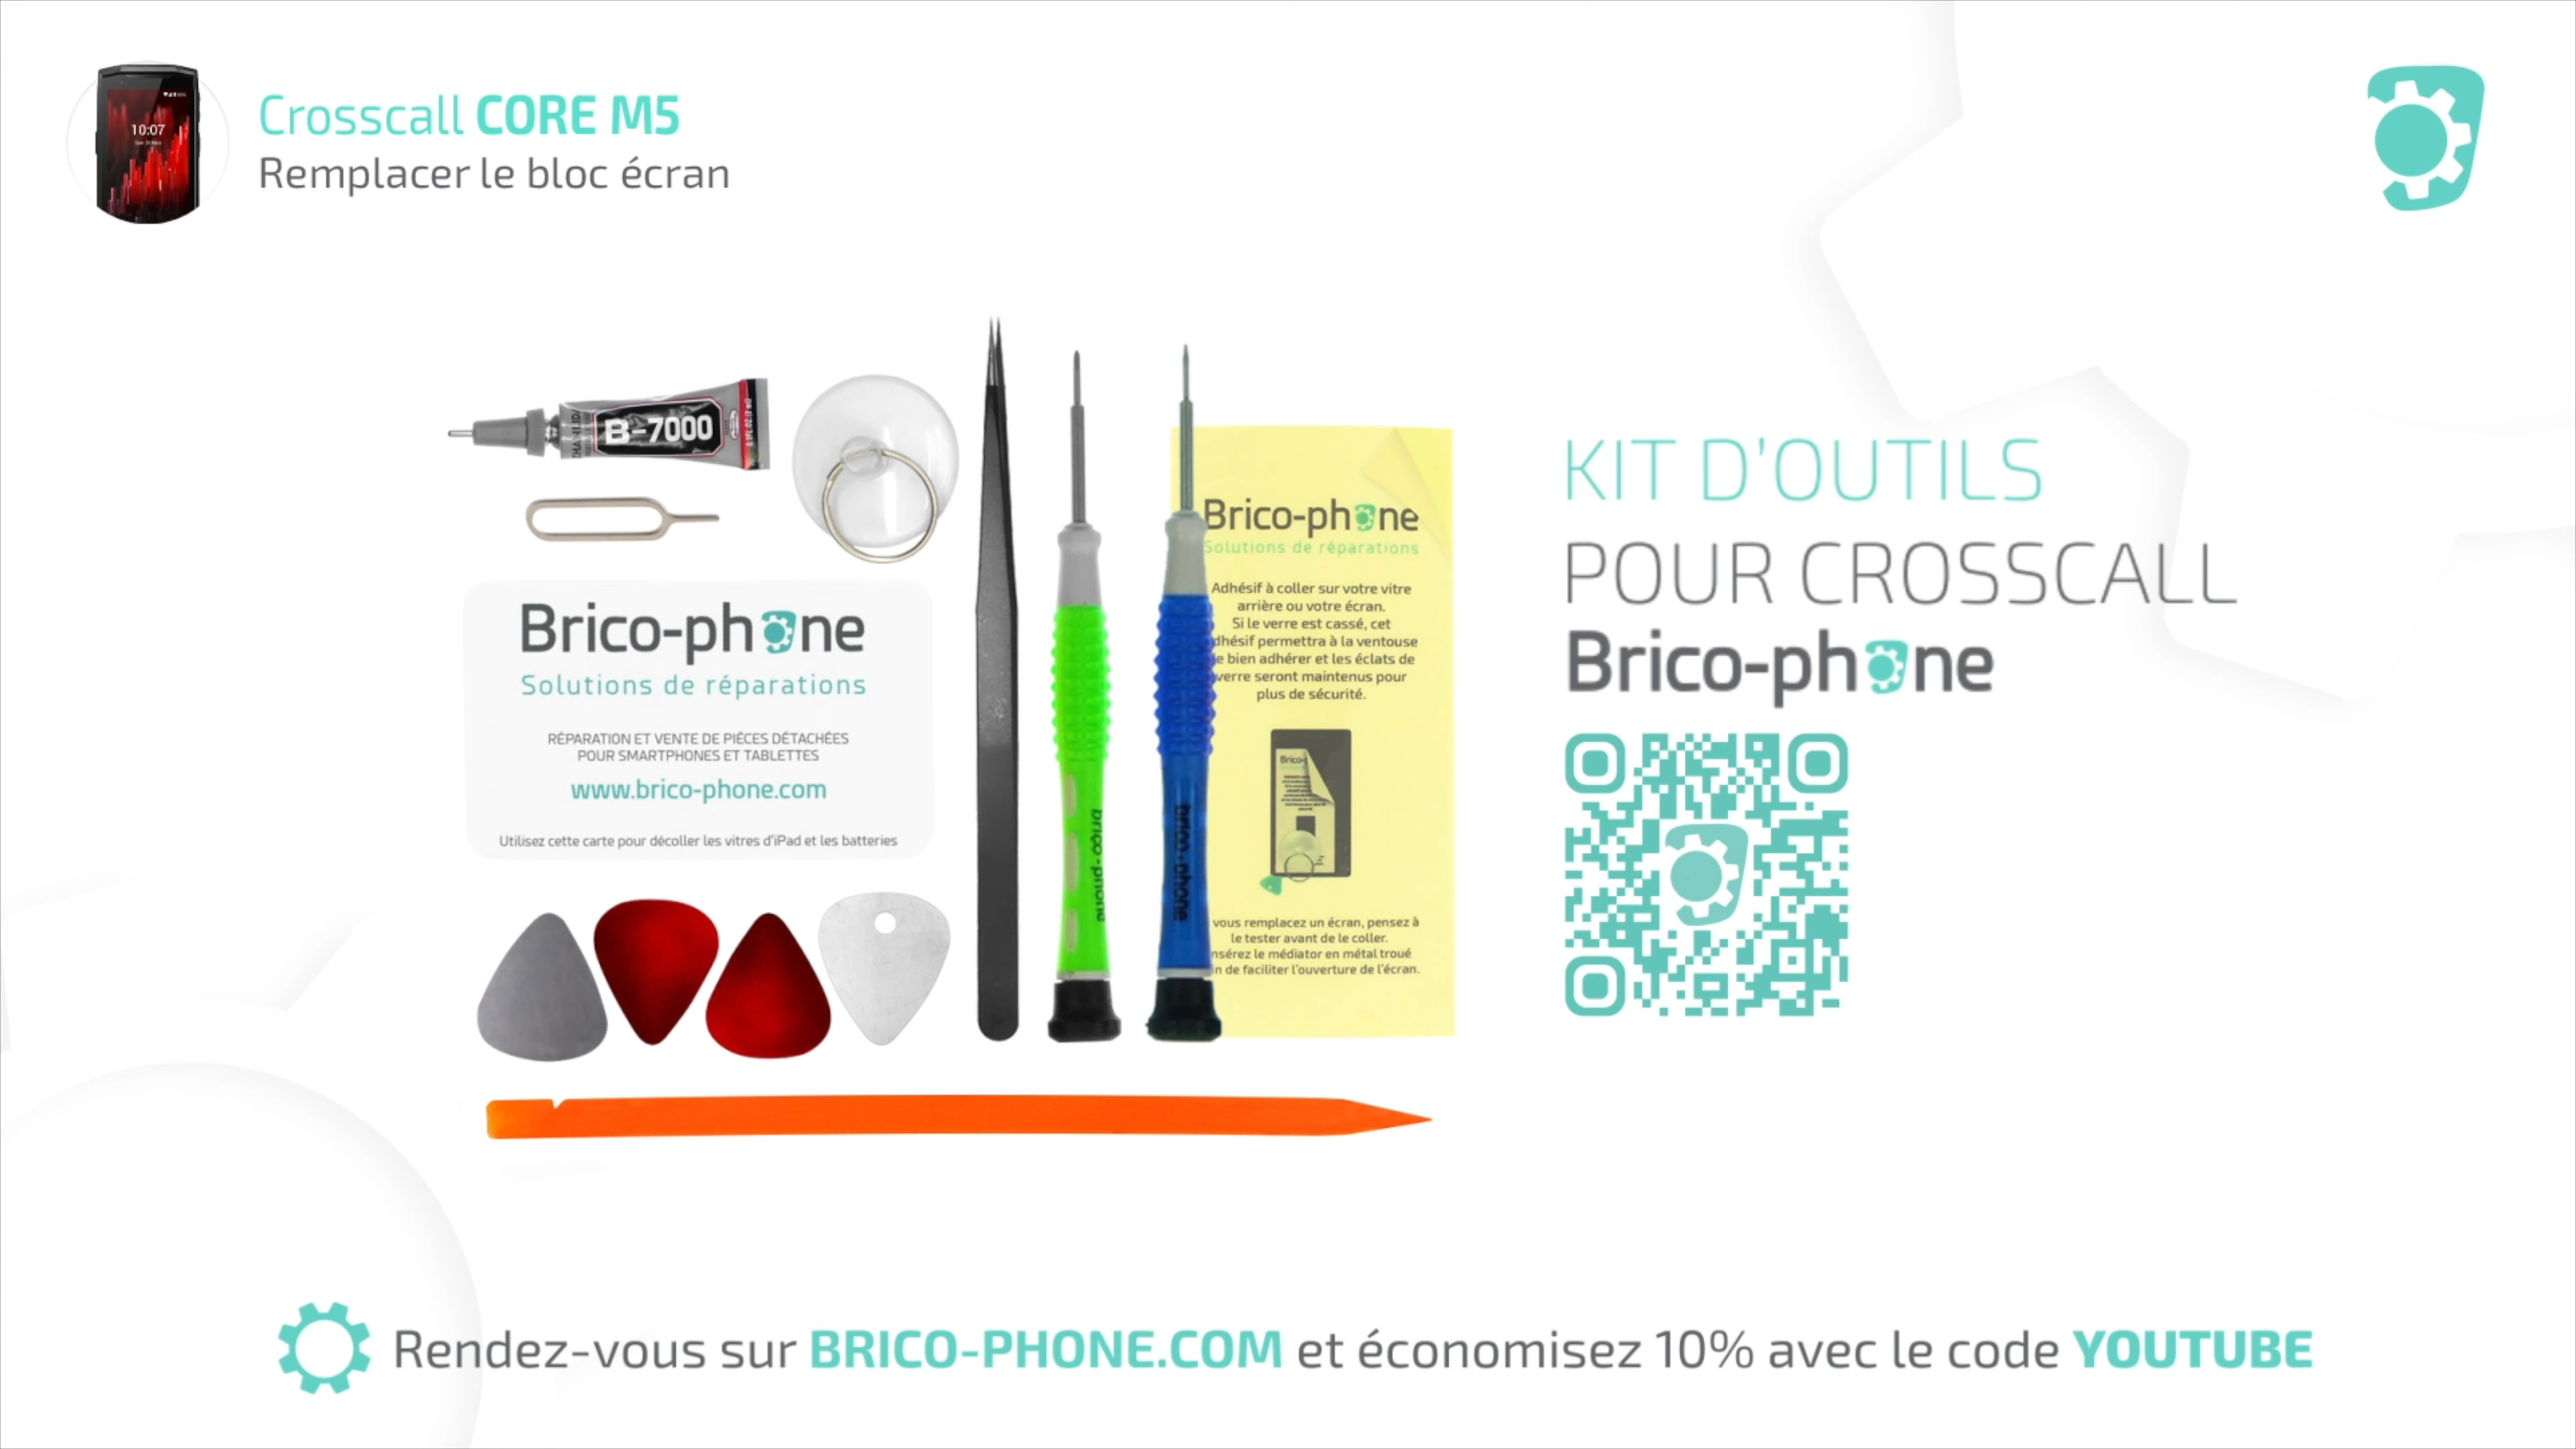 Crosscall CORE M5
Remplacer le bloc écran
10:07
B-7000
Brico-phone
Solutions de réparations
RÉPARATION ET VENTE DE PIÈCES DÉTACHÉES
POUR SMARTPHONES ET TABLETTES
www.brico-phone.com
Utilisez cette carte pour décoller les vitres d'iPad et les batteries
brico-phone
brico-phone
Brico-phone
Solutions de réparations
Adhésif à coller sur votre vitre
arrière ou votre écran.
Si le verre est cassé, cet
dhésif permettra à la ventouse
e bien adhérer et les éclats de
verre seront maintenus pour
plus de sécurité.
Brico-
vous remplacez un écran, pensez à
le tester avant de le coller.
nsérez le médiator en métal troué
n de faciliter l'ouverture de l'écran.
KIT D'OUTILS
POUR CROSSCALL
Brico-phone
Rendez-vous sur BRICO-PHONE.COM et économisez 10% avec le code YOUTUBE